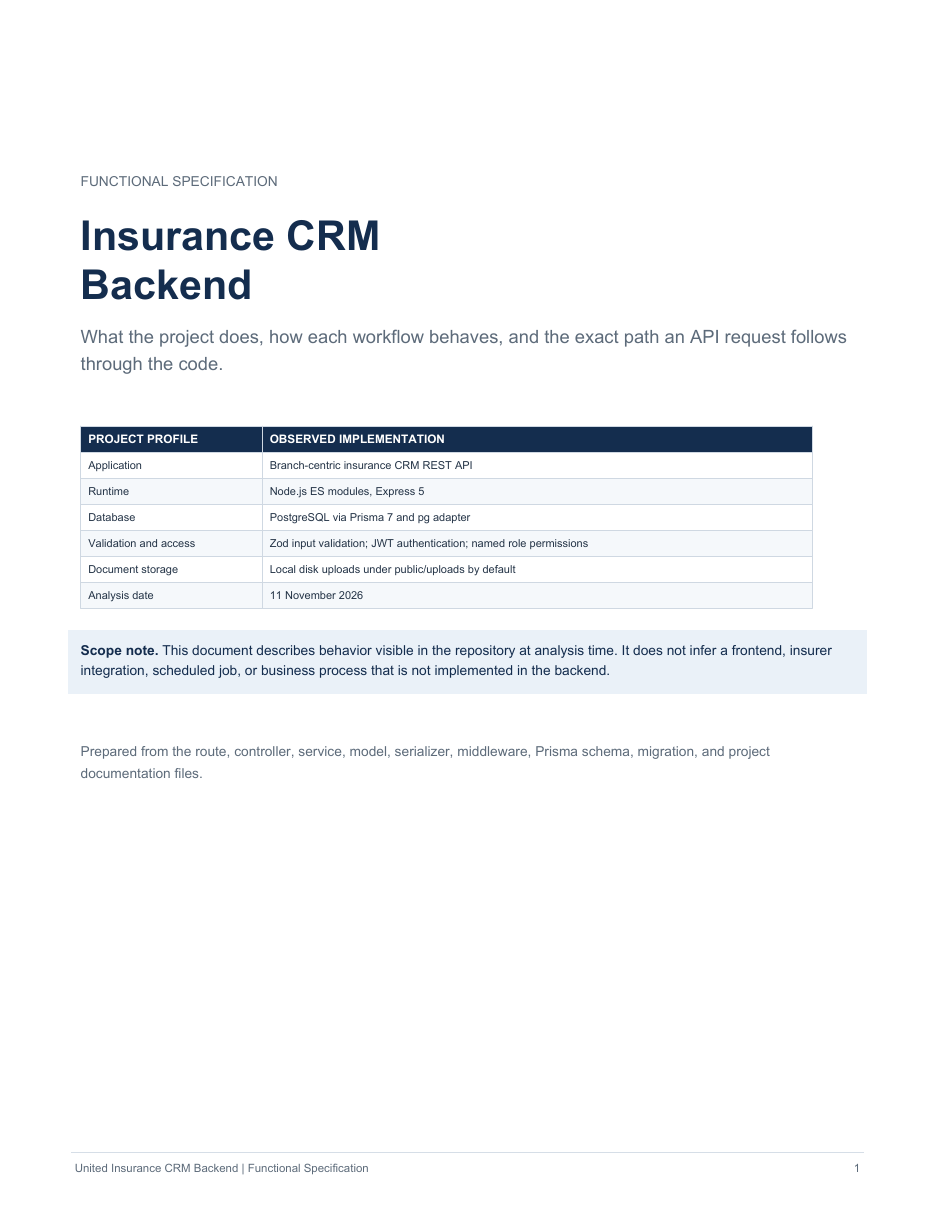 FUNCTIONAL SPECIFICATION
Insurance CRM
Backend
What the project does, how each workflow behaves, and the exact path an API request follows
through the code.
PROJECT PROFILE OBSERVED IMPLEMENTATION
Application Branch-centric insurance CRM REST API
Runtime Node.js ES modules, Express 5
Database PostgreSQL via Prisma 7 and pg adapter
Validation and access Zod input validation; JWT authentication; named role permissions
Document storage Local disk uploads under public/uploads by default
Analysis date 11 November 2026
Scope note. This document describes behavior visible in the repository at analysis time. It does not infer a frontend, insurer
integration, scheduled job, or business process that is not implemented in the backend.
Prepared from the route, controller, service, model, serializer, middleware, Prisma schema, migration, and project
documentation files.
United Insurance CRM Backend | Functional Specification 1